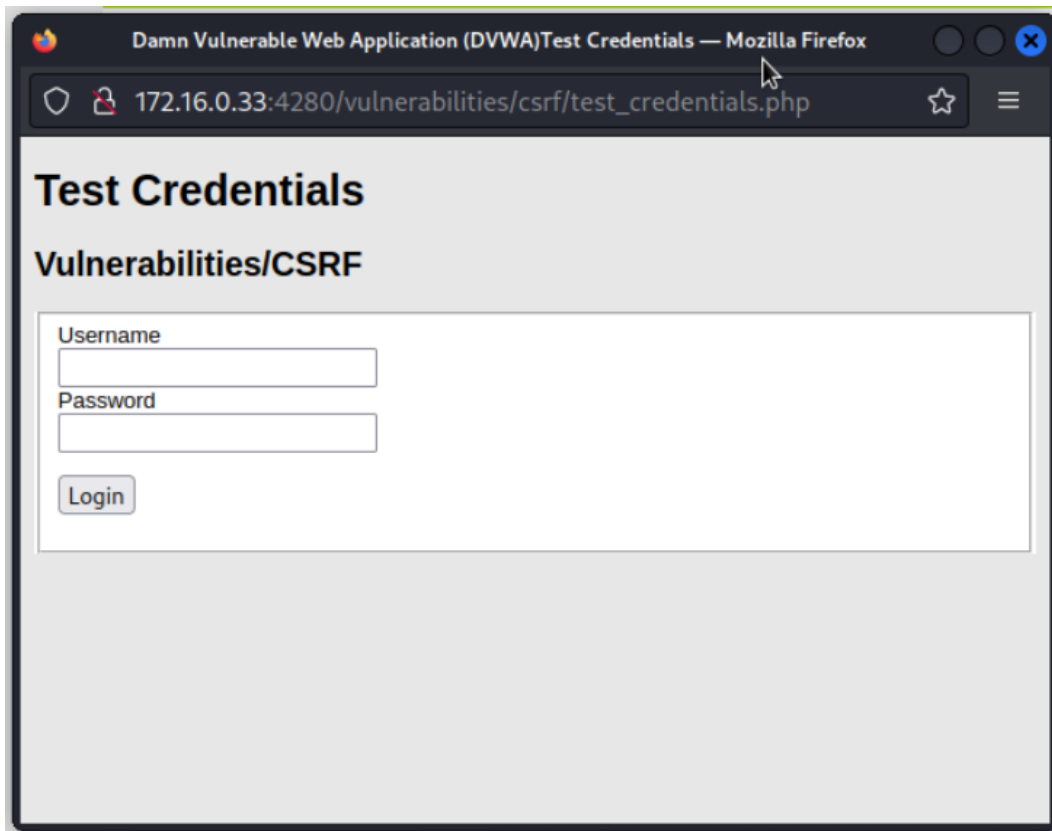 Damn Vulnerable Web Application (DVWA)Test Credentials — Mozilla Firefox
172.16.0.33:4280/vulnerabilities/csrf/test_credentials.php
Test Credentials
Vulnerabilities/CSRF
Username
Password
Login